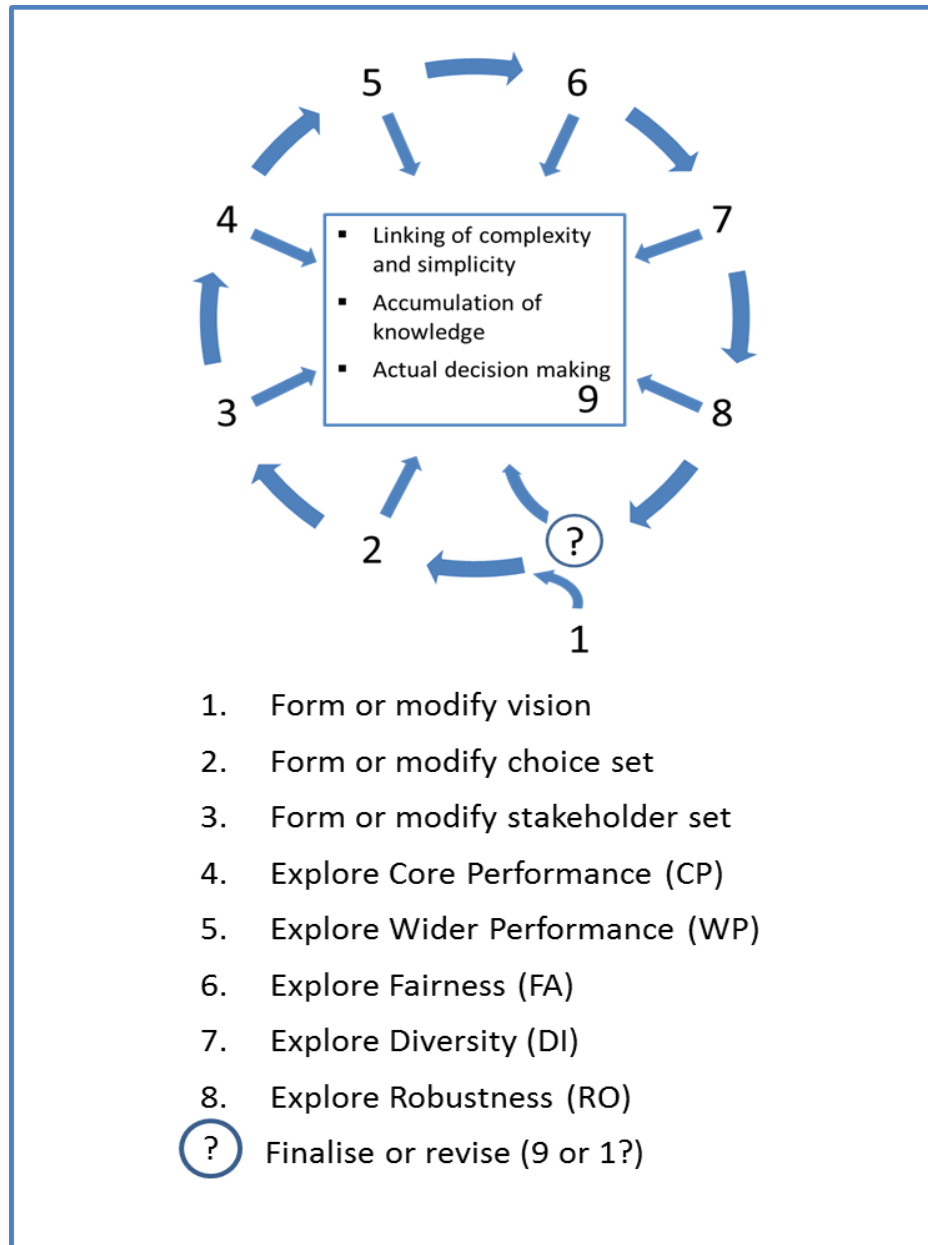 5
6
4
7
▪ Linking of complexity
and simplicity
▪ Accumulation of
knowledge
▪ Actual decision making
9
3
8
2
?
1
1. Form or modify vision
2. Form or modify choice set
3. Form or modify stakeholder set
4. Explore Core Performance (CP)
5. Explore Wider Performance (WP)
6. Explore Fairness (FA)
7. Explore Diversity (DI)
8. Explore Robustness (RO)
? Finalise or revise (9 or 1?)